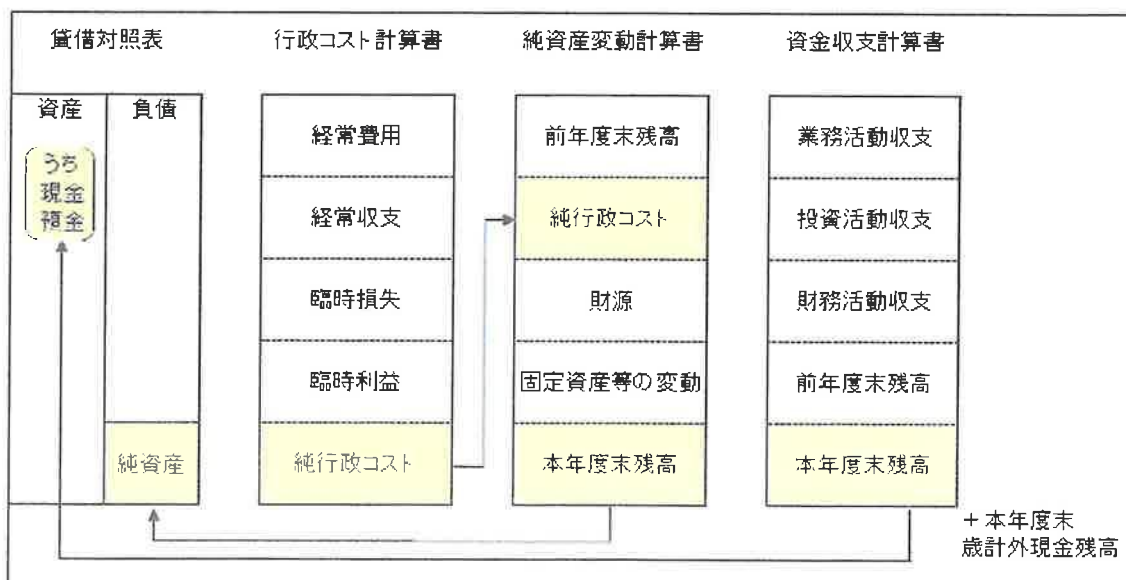 貸借対照表
行政コスト計算書
純資産変動計算書
資金収支計算書
資産
負債
うち
現金
預金
純資産
経常費用
経常収支
臨時損失
臨時利益
純行政コスト
前年度末残高
純行政コスト
財源
固定資産等の変動
本年度末残高
業務活動収支
投資活動収支
財務活動収支
前年度末残高
本年度末残高
+本年度末
歳計外現金残高